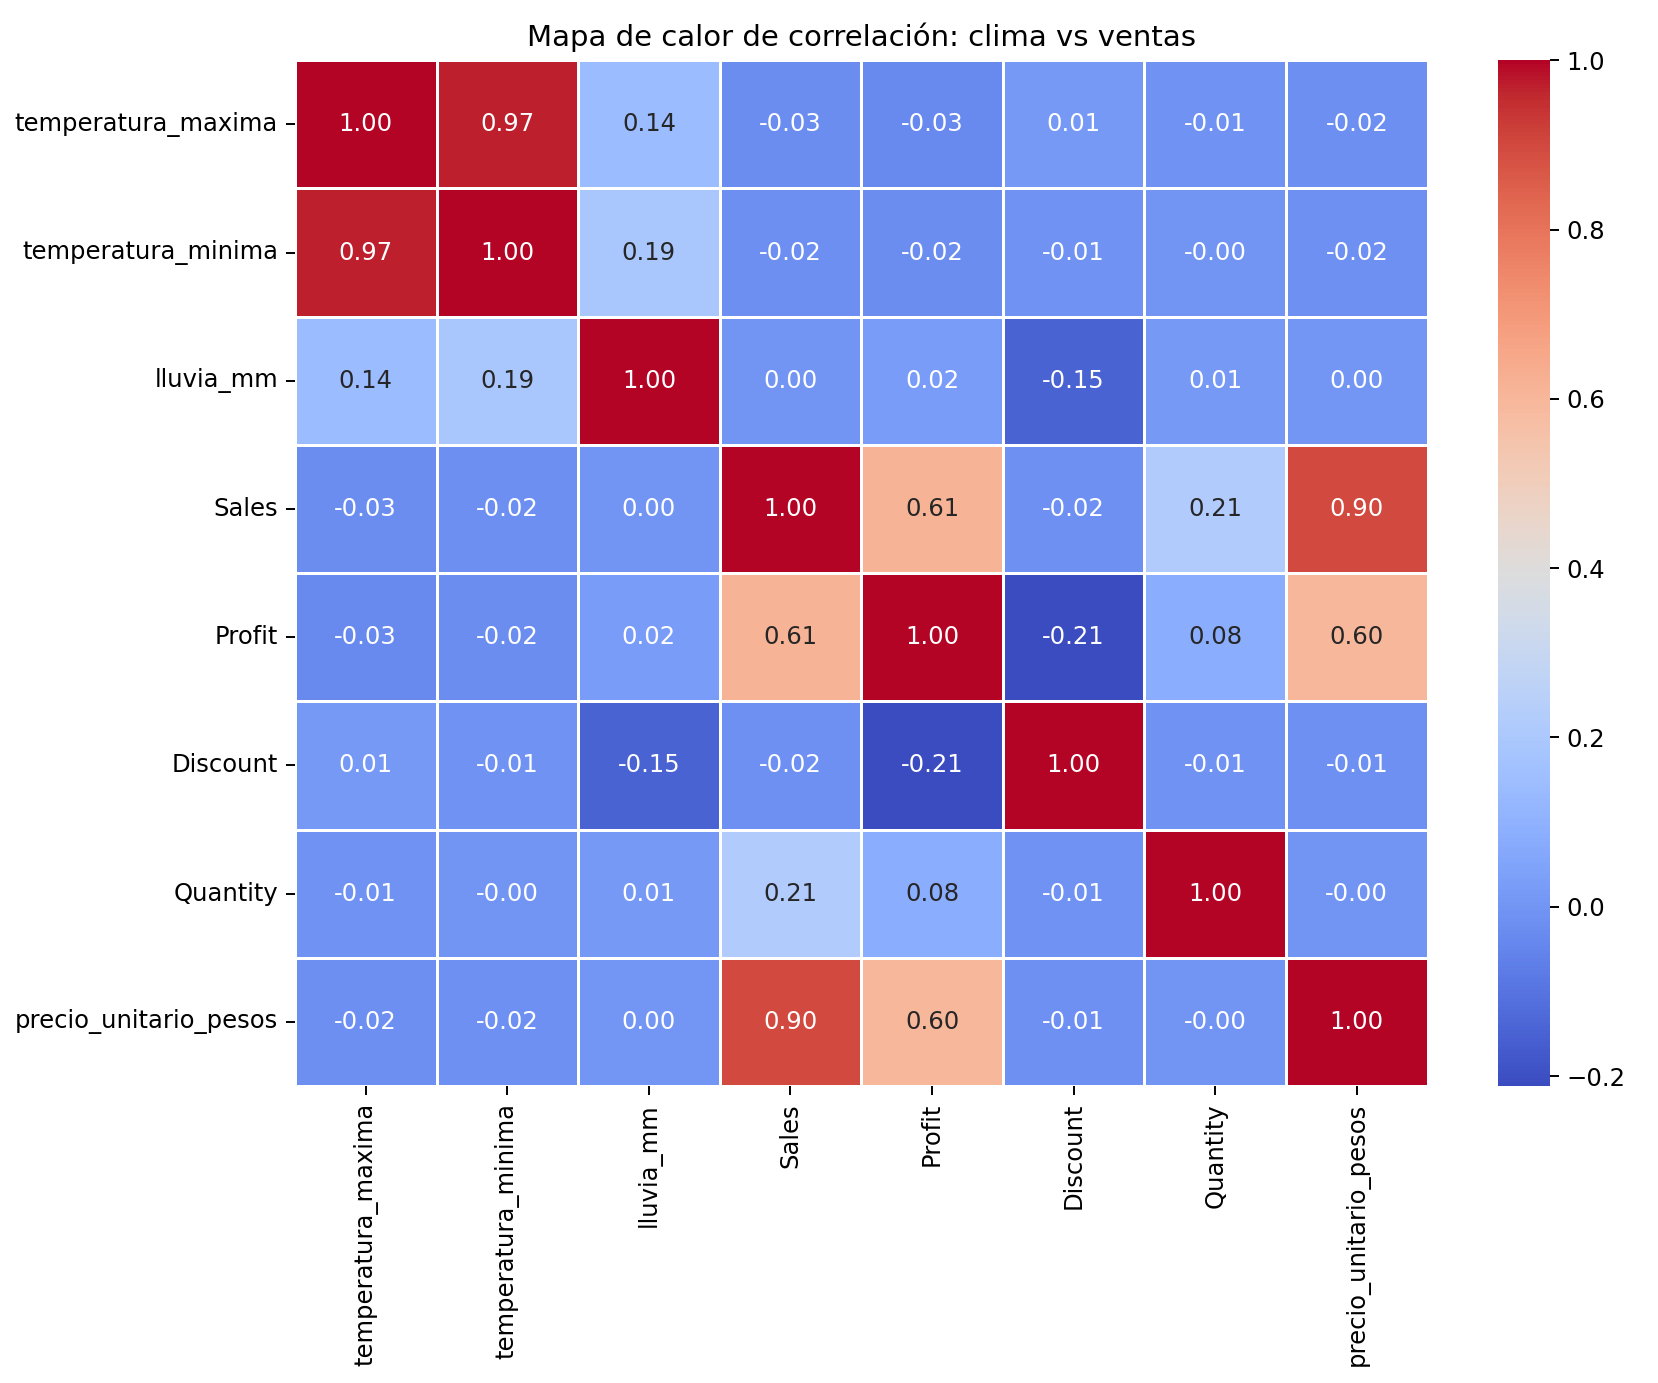 Mapa de calor de correlación: clima vs ventas
temperatura_maxima 1.00 0.97 0.14 -0.03 -0.03 0.01 -0.01 -0.02
temperatura_minima 0.97 1.00 0.19 -0.02 -0.02 -0.01 -0.00 -0.02
lluvia_mm 0.14 0.19 1.00 0.00 0.02 -0.15 0.01 0.00
Sales -0.03 -0.02 0.00 1.00 0.61 -0.02 0.21 0.90
Profit -0.03 -0.02 0.02 0.61 1.00 -0.21 0.08 0.60
Discount 0.01 -0.01 -0.15 -0.02 -0.21 1.00 -0.01 -0.01
Quantity -0.01 -0.00 0.01 0.21 0.08 -0.01 1.00 -0.00
precio_unitario_pesos -0.02 -0.02 0.00 0.90 0.60 -0.01 -0.00 1.00
temperatura_maxima
temperatura_minima
lluvia_mm
Sales
Profit
Discount
Quantity
precio_unitario_pesos
1.0
0.8
0.6
0.4
0.2
0.0
−0.2